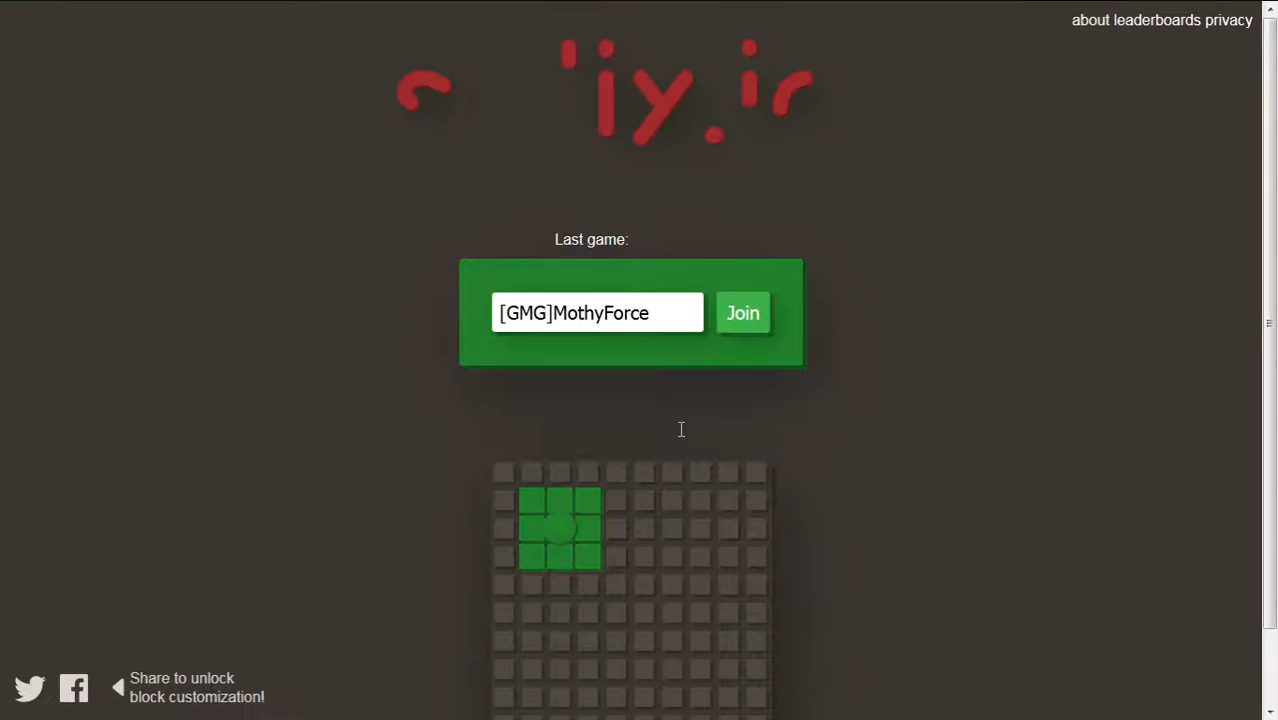 about leaderboards privacy
Last game:
[GMG]MothyForce
Join
Share to unlock
block customization!